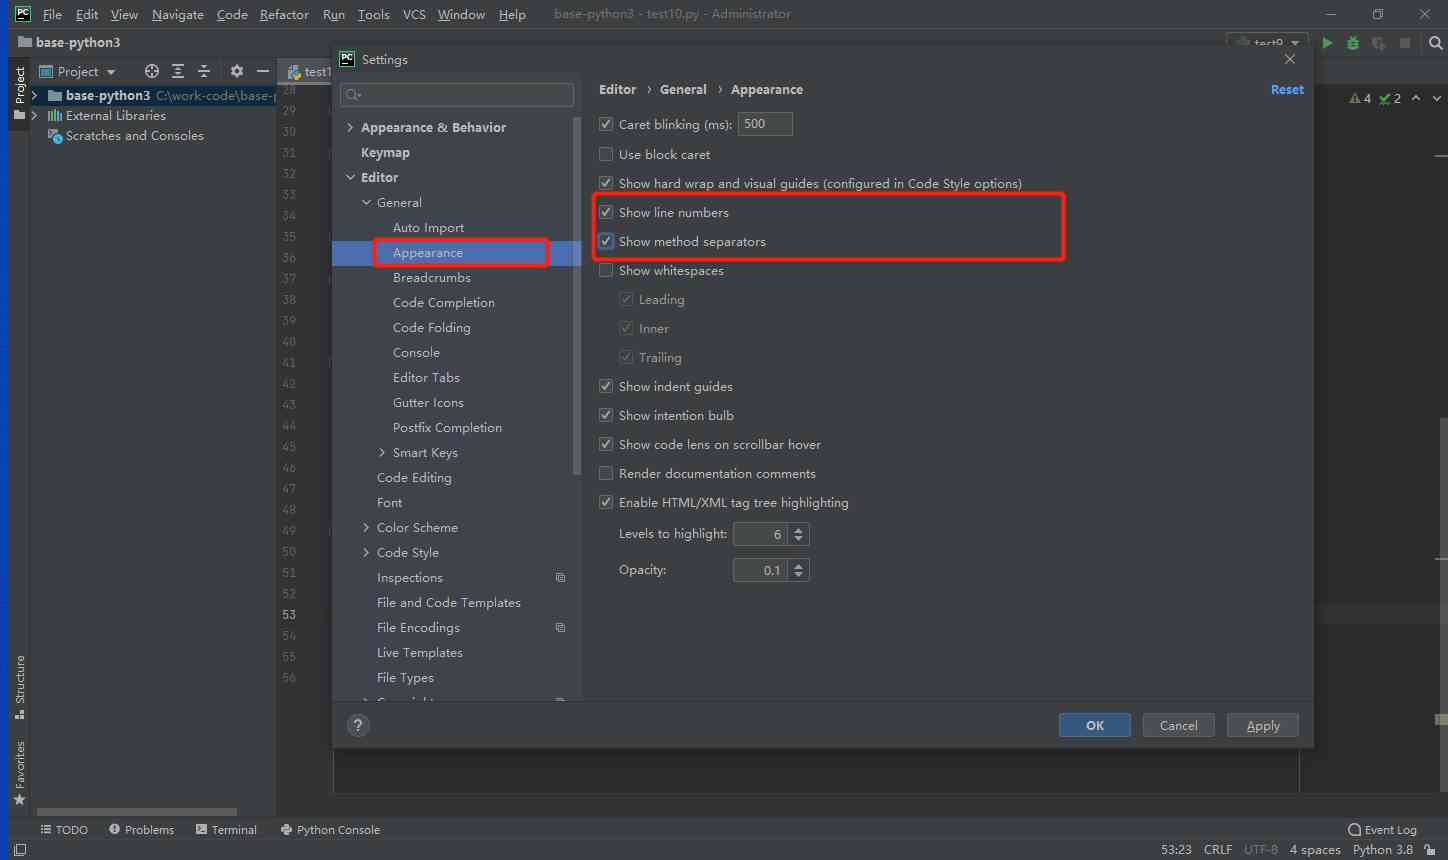 PC File Edit View Navigate Code Refactor Run Tools VCS Window Help base-python3 - test10.py - Administrator
base-python3
test9
Project
Project
test1
base-python3 C:\work-code\base-p
External Libraries
Scratches and Consoles
4 2
28
29
30
31
32
33
34
35
36
37
38
39
40
41
42
43
44
45
46
47
48
49
50
51
52
53
54
55
56
PC Settings
Appearance & Behavior
Keymap
Editor
General
Auto Import
Appearance
Breadcrumbs
Code Completion
Code Folding
Console
Editor Tabs
Gutter Icons
Postfix Completion
Smart Keys
Code Editing
Font
Color Scheme
Code Style
Inspections
File and Code Templates
File Encodings
Live Templates
File Types
Editor › General › Appearance
Reset
Caret blinking (ms): 500
Use block caret
Show hard wrap and visual guides (configured in Code Style options)
Show line numbers
Show method separators
Show whitespaces
Leading
Inner
Trailing
Show indent guides
Show intention bulb
Show code lens on scrollbar hover
Render documentation comments
Enable HTML/XML tag tree highlighting
Levels to highlight: 6
Opacity: 0.1
? OK Cancel Apply
Structure
Favorites
TODO Problems Terminal Python Console Event Log
53:23 CRLF UTF-8 4 spaces Python 3.8